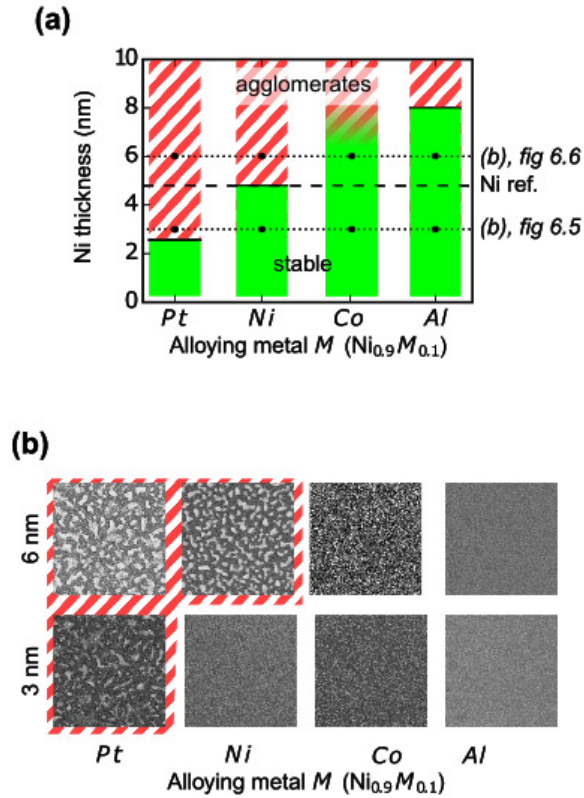 (a)
10
8
6
4
2
0
Ni thickness (nm)
agglomerates
stable
(b), fig 6.6
Ni ref.
(b), fig 6.5
Pt Ni Co Al
Alloying metal M (Ni0.9M0.1)
(b)
6 nm
3 nm
Pt Ni Co Al
Alloying metal M (Ni0.9M0.1)